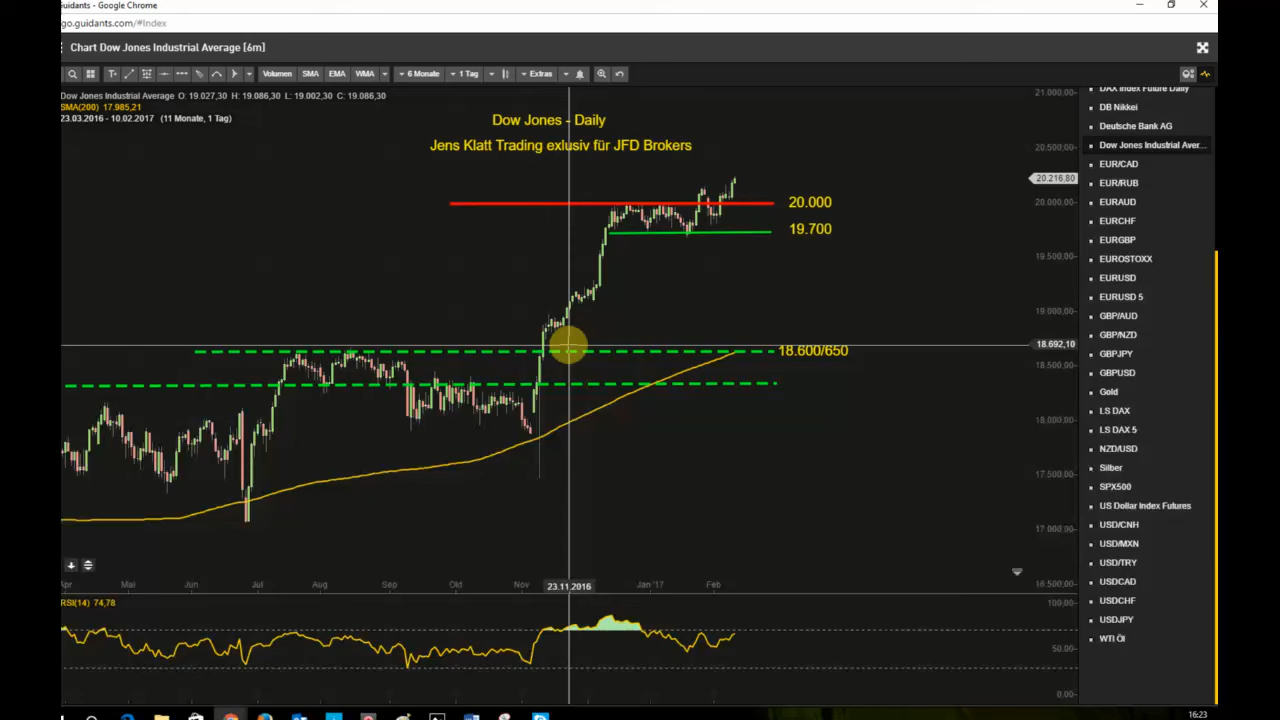 Guidants - Google Chrome
go.guidants.com/#Index
Chart Dow Jones Industrial Average [6m]
T+ Volumen SMA EMA WMA 6 Monate 1 Tag Extras
Dow Jones Industrial Average O: 19.027,30 H: 19.086,30 L: 19.002,30 C: 19.086,30
SMA(200) 17.985,21
23.03.2016 - 10.02.2017 (11 Monate, 1 Tag)
Dow Jones - Daily
Jens Klatt Trading exlusiv für JFD Brokers
20.000
19.700
18.600/650
21.000,00
20.500,00
20.216,80
20.000,00
19.500,00
19.000,00
18.692,10
18.500,00
18.000,00
17.500,00
17.000,00
16.500,00
Apr Mai Jun Jul Aug Sep Okt Nov 23.11.2016 Jan '17 Feb
RSI(14) 74,78
100,00
50,00
0,00
DAX Index Future Daily
DB Nikkei
Deutsche Bank AG
Dow Jones Industrial Aver...
EUR/CAD
EUR/RUB
EURAUD
EURCHF
EURGBP
EUROSTOXX
EURUSD
EURUSD 5
GBP/AUD
GBP/NZD
GBPJPY
GBPUSD
Gold
LS DAX
LS DAX 5
NZD/USD
Silber
SPX500
US Dollar Index Futures
USD/CNH
USD/MXN
USD/TRY
USDCAD
USDCHF
USDJPY
WTI Öl
16:23